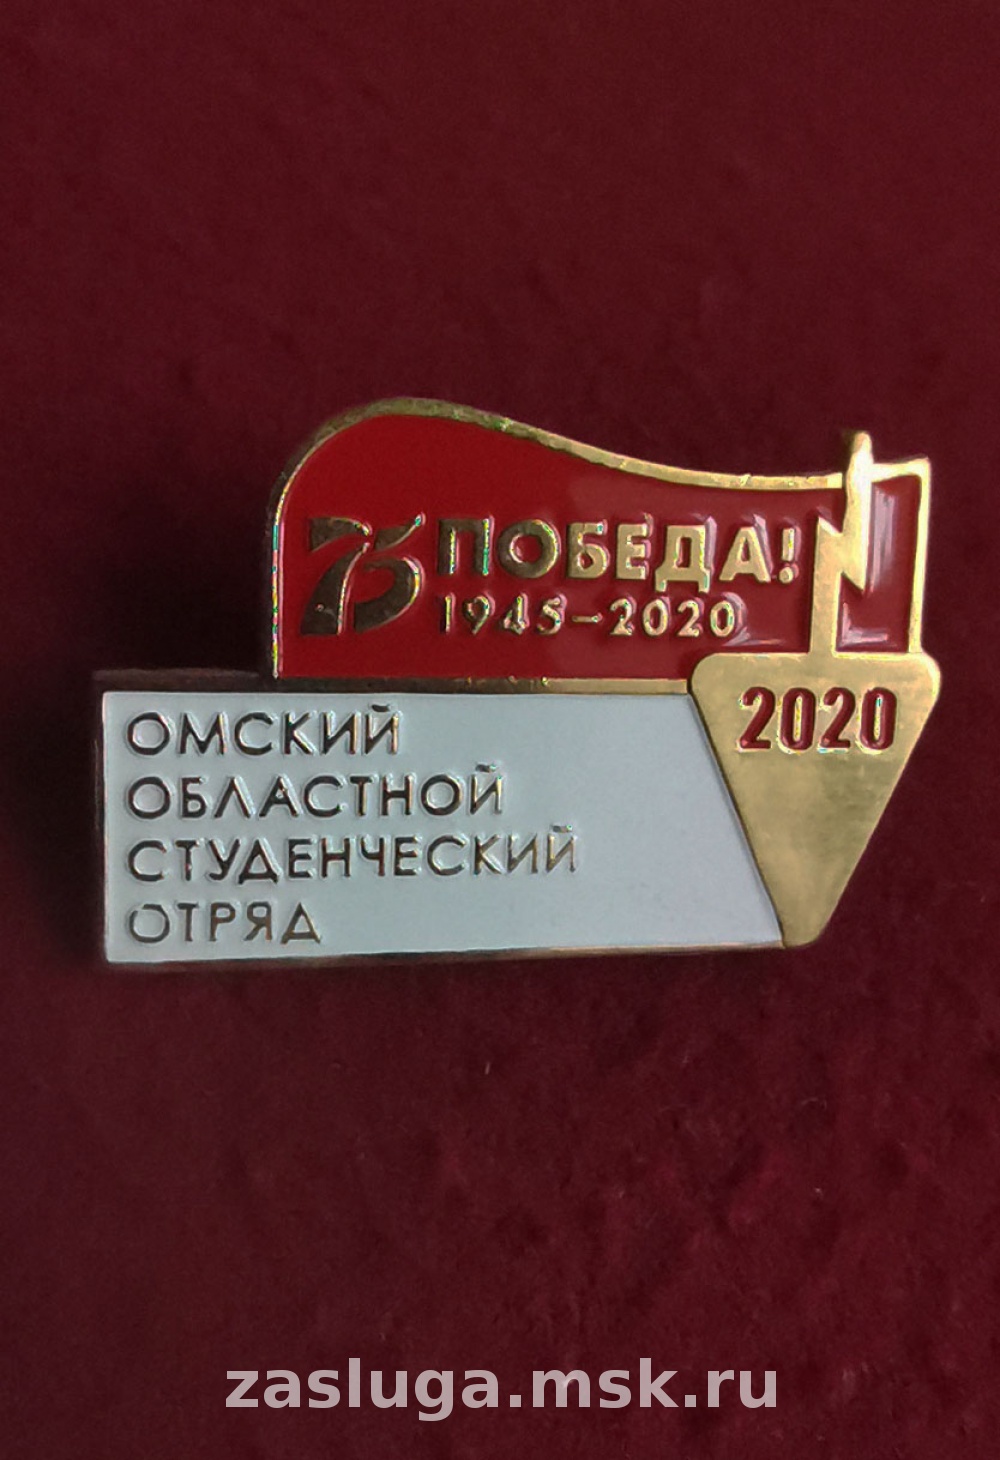 75 ПОБЕДА!
1945-2020
2020
ОМСКИЙ
ОБЛАСТНОЙ
СТУДЕНЧЕСКИЙ
ОТРЯД
zasluga.msk.ru